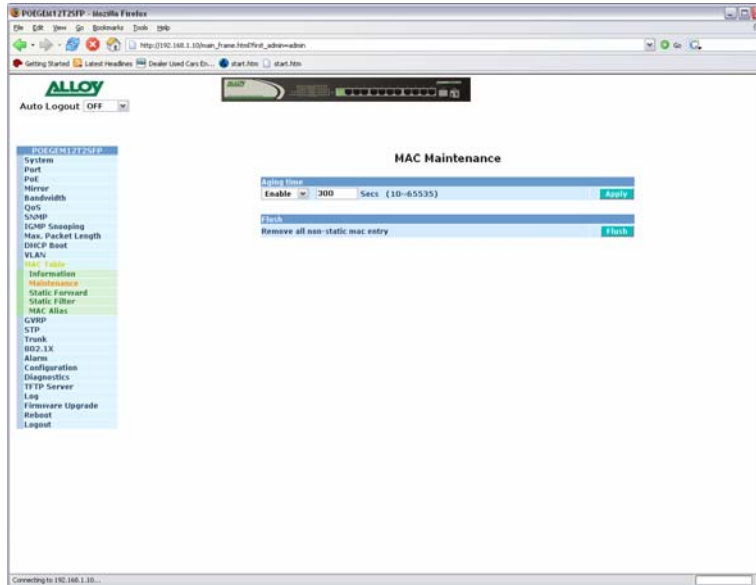 POEGEM12T2SFP - Mozilla Firefox
File Edit View Go Bookmarks Tools Help
http://192.168.1.10/main_frame.html?first_admin=admin
Go
Getting Started Latest Headlines Dealer Used Cars En... start.htm start.htm
ALLOY
Auto Logout OFF
POEGEM12T2SFP
System
Port
PoE
Mirror
Bandwidth
QoS
SNMP
IGMP Snooping
Max. Packet Length
DHCP Boot
VLAN
MAC Table
Information
Maintenance
Static Forward
Static Filter
MAC Alias
GVRP
STP
Trunk
802.1X
Alarm
Configuration
Diagnostics
TFTP Server
Log
Firmware Upgrade
Reboot
Logout
MAC Maintenance
Aging time
Enable 300 Secs (10~65535) Apply
Flush
Remove all non-static mac entry Flush
Connecting to 192.168.1.10...